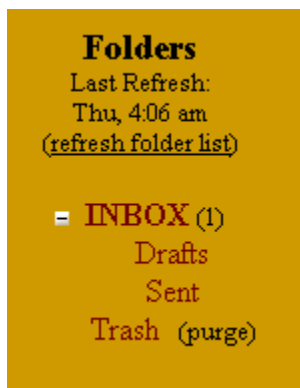 Folders
Last Refresh:
Thu, 4:06 am
(refresh folder list)
INBOX (1)
Drafts
Sent
Trash (purge)